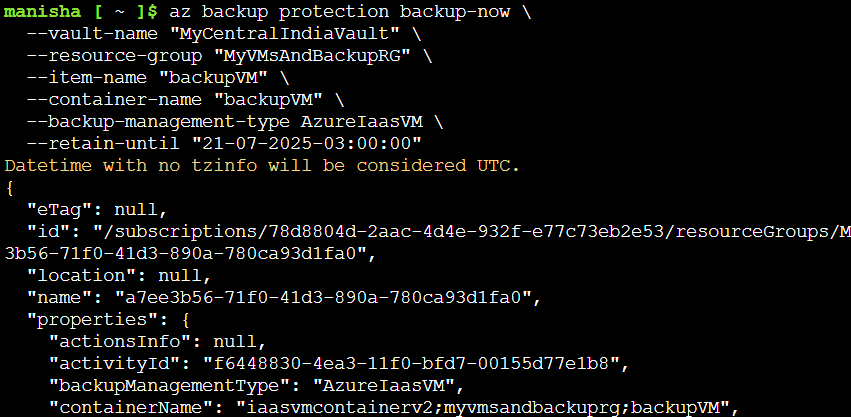 manisha [ ~ ]$ az backup protection backup-now \
  --vault-name "MyCentralIndiaVault" \
  --resource-group "MyVMsAndBackupRG" \
  --item-name "backupVM" \
  --container-name "backupVM" \
  --backup-management-type AzureIaasVM \
  --retain-until "21-07-2025-03:00:00"
Datetime with no tzinfo will be considered UTC.
{
  "eTag": null,
  "id": "/subscriptions/78d8804d-2aac-4d4e-932f-e77c73eb2e53/resourceGroups/M
3b56-71f0-41d3-890a-780ca93d1fa0",
  "location": null,
  "name": "a7ee3b56-71f0-41d3-890a-780ca93d1fa0",
  "properties": {
    "actionsInfo": null,
    "activityId": "f6448830-4ea3-11f0-bfd7-00155d77e1b8",
    "backupManagementType": "AzureIaasVM",
    "containerName": "iaasvmcontainerv2;myvmsandbackuprg;backupVM",